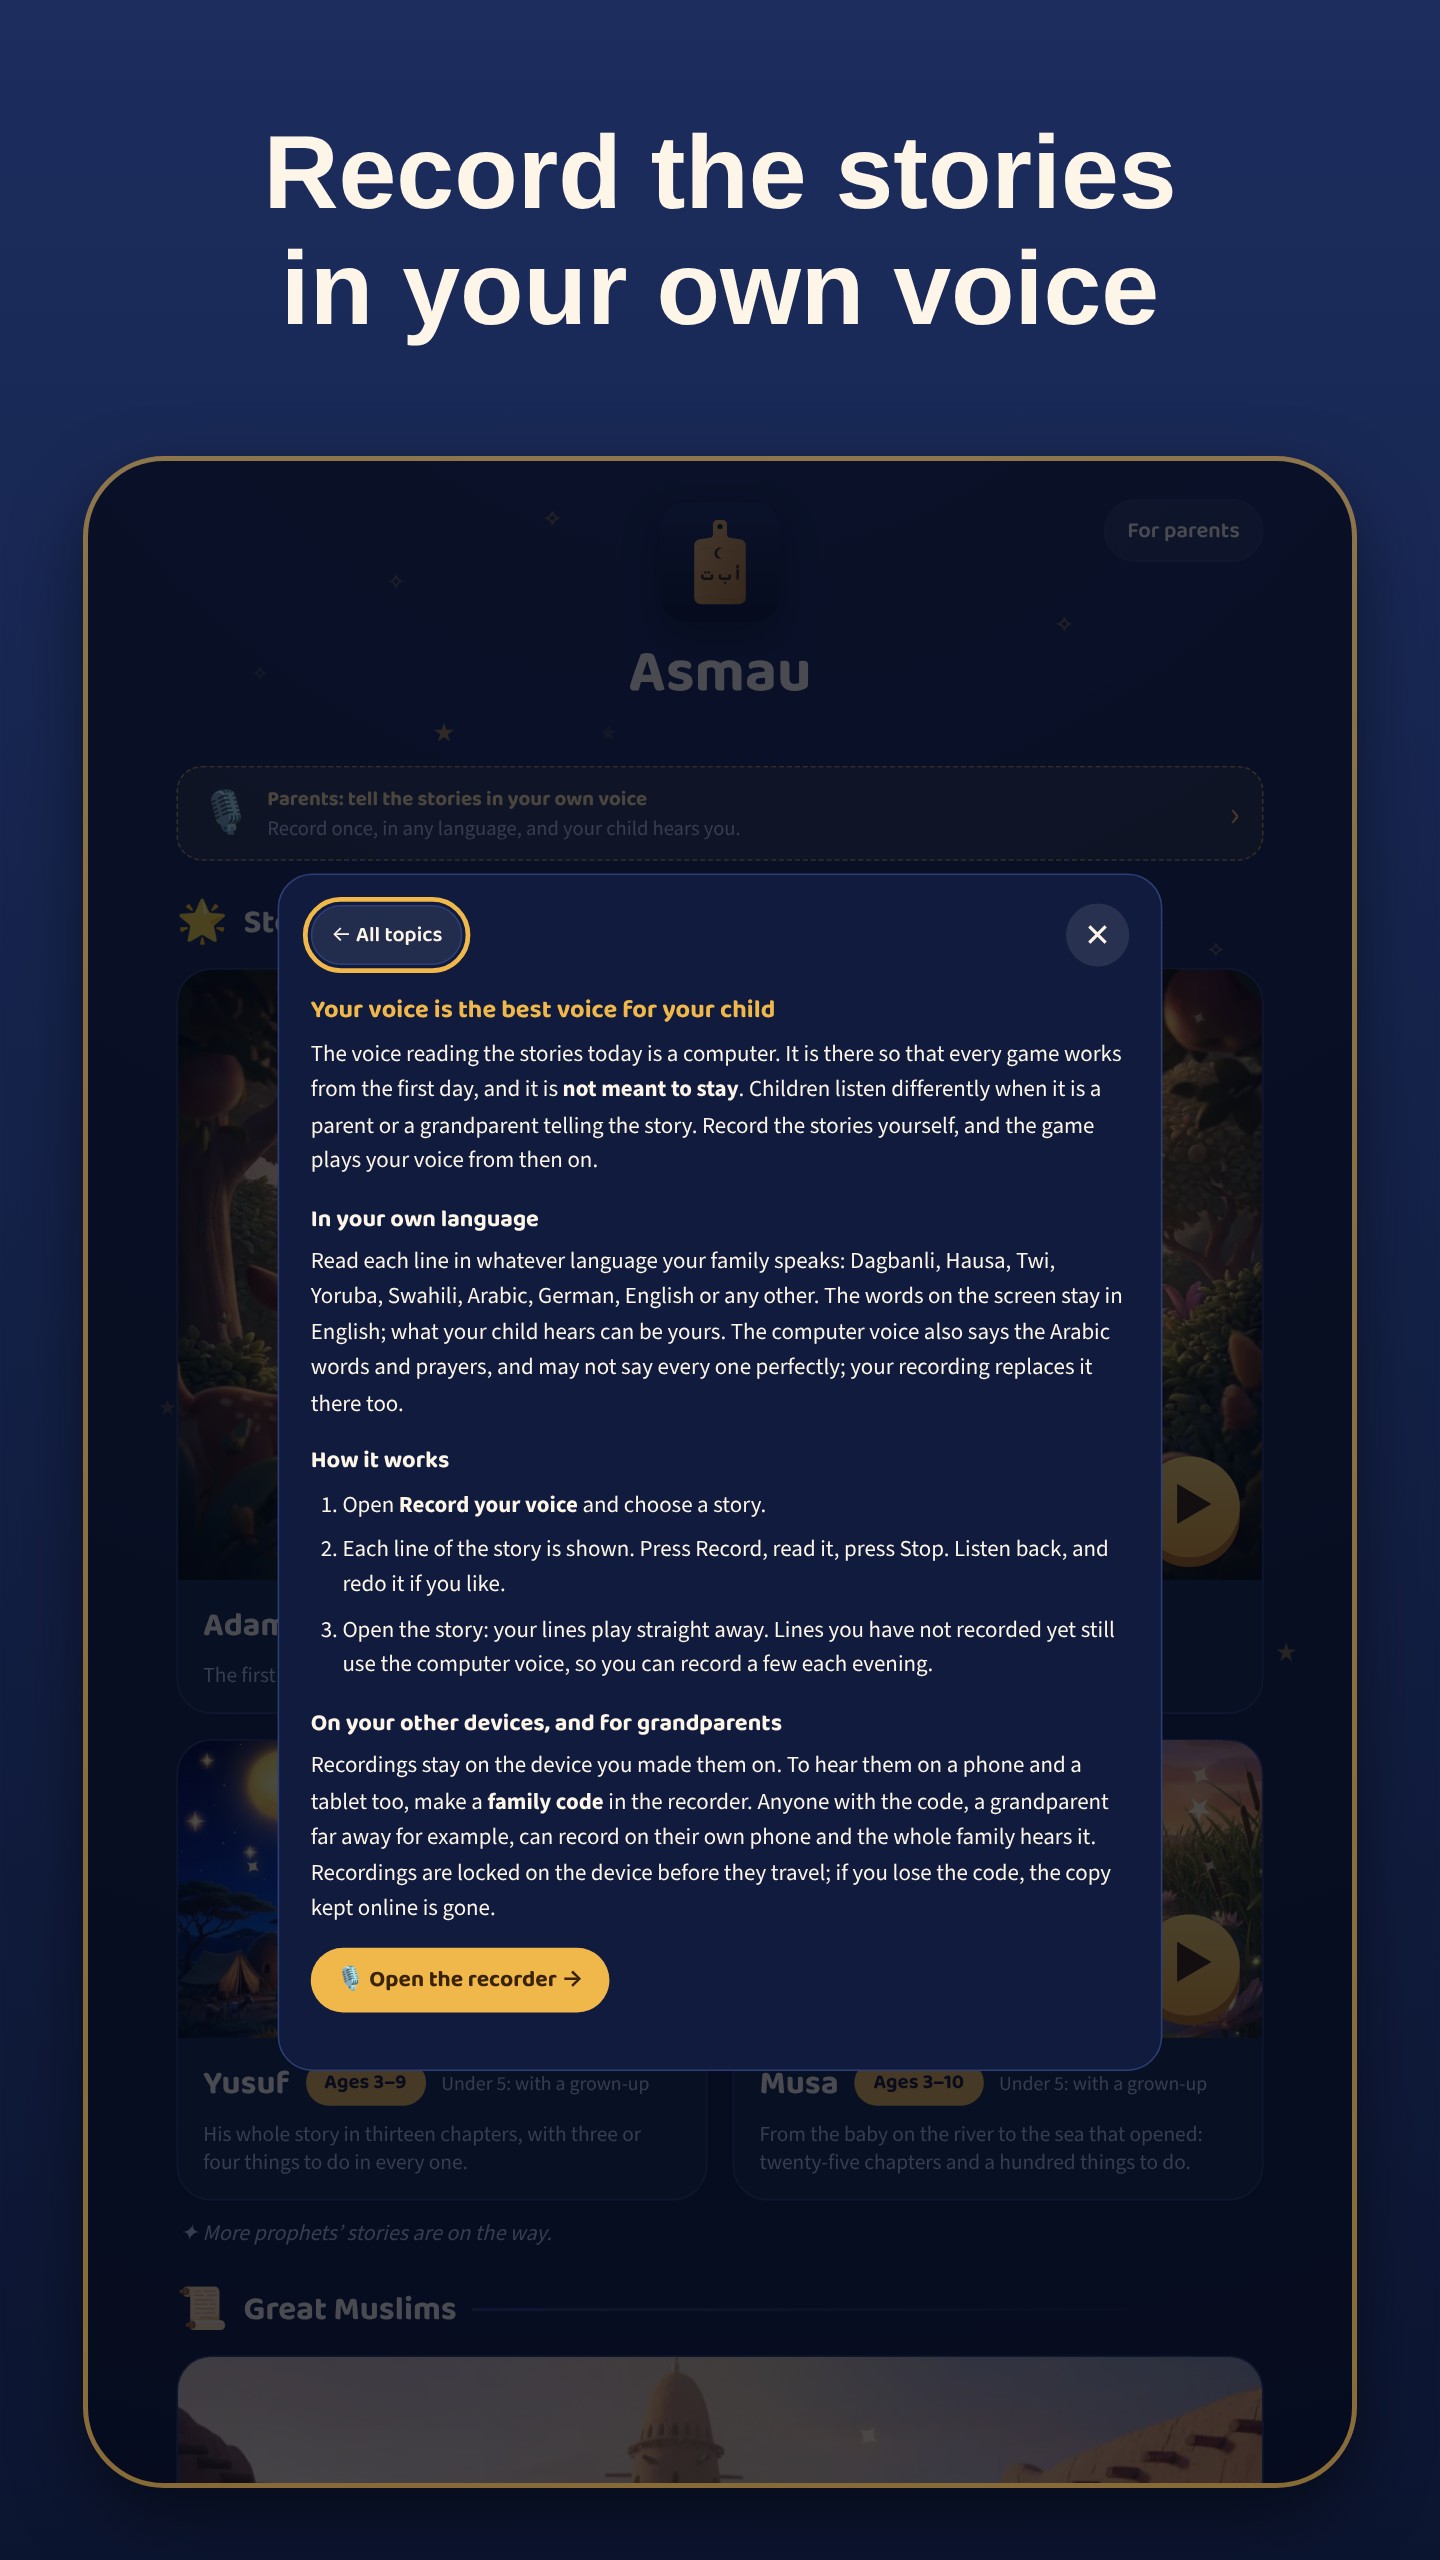 Record the stories
in your own voice
For parents
أ ب ت
Asmau
Parents: tell the stories in your own voice
Record once, in any language, and your child hears you.
← All topics
Your voice is the best voice for your child
The voice reading the stories today is a computer. It is there so that every game works
from the first day, and it is not meant to stay. Children listen differently when it is a
parent or a grandparent telling the story. Record the stories yourself, and the game
plays your voice from then on.
In your own language
Read each line in whatever language your family speaks: Dagbanli, Hausa, Twi,
Yoruba, Swahili, Arabic, German, English or any other. The words on the screen stay in
English; what your child hears can be yours. The computer voice also says the Arabic
words and prayers, and may not say every one perfectly; your recording replaces it
there too.
How it works
1. Open Record your voice and choose a story.
2. Each line of the story is shown. Press Record, read it, press Stop. Listen back, and
redo it if you like.
3. Open the story: your lines play straight away. Lines you have not recorded yet still
use the computer voice, so you can record a few each evening.
Adam
The first
On your other devices, and for grandparents
Recordings stay on the device you made them on. To hear them on a phone and a
tablet too, make a family code in the recorder. Anyone with the code, a grandparent
far away for example, can record on their own phone and the whole family hears it.
Recordings are locked on the device before they travel; if you lose the code, the copy
kept online is gone.
Open the recorder →
Yusuf Ages 3–9 Under 5: with a grown-up
His whole story in thirteen chapters, with three or
four things to do in every one.
Musa Ages 3–10 Under 5: with a grown-up
From the baby on the river to the sea that opened:
twenty-five chapters and a hundred things to do.
✦ More prophets’ stories are on the way.
Great Muslims